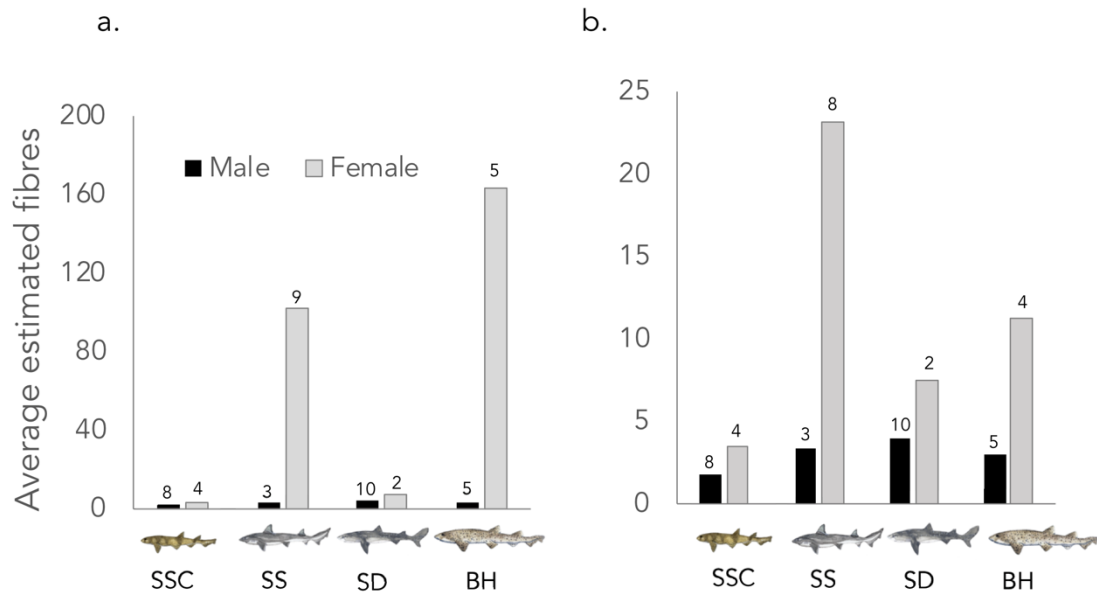 a.
Average estimated fibres
200
160
120
80
40
0
Male Female
8 4 3 9 10 2 5 5
SSC SS SD BH
b.
25
20
15
10
5
0
8 4 3 8 10 2 5 4
SSC SS SD BH